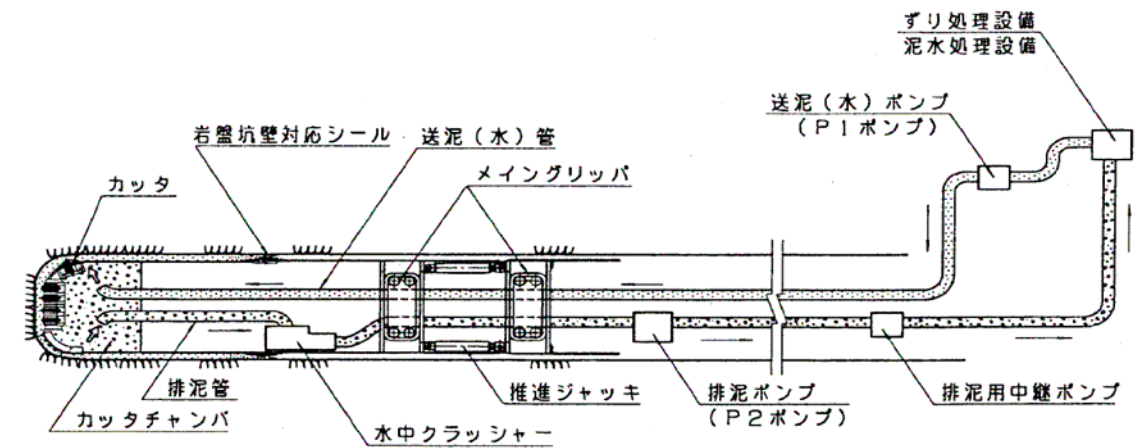 ずり処理設備
泥水処理設備
送泥(水)ポンプ
(P1ポンプ)
岩盤坑壁対応シール
送泥(水)管
メイングリッパ
カッタ
排泥管
カッタチャンバ
水中クラッシャー
推進ジャッキ
排泥ポンプ
(P2ポンプ)
排泥用中継ポンプ